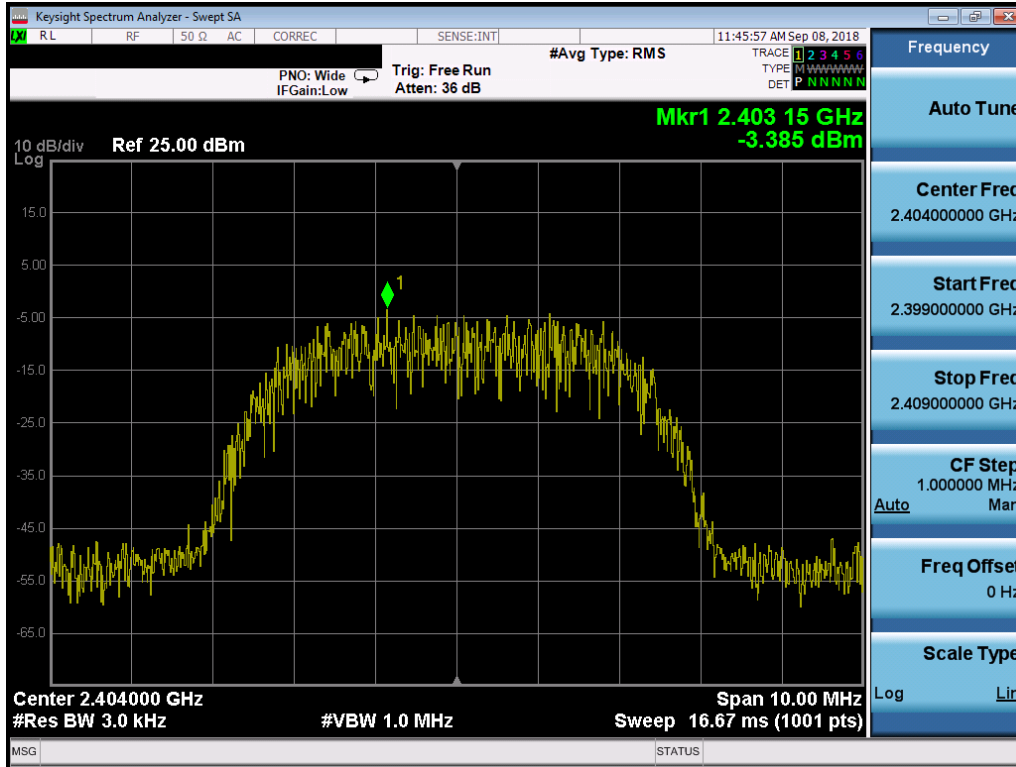 Keysight Spectrum Analyzer - Swept SA
LXI RL RF 50 Ω AC CORREC SENSE:INT 11:45:57 AM Sep 08, 2018
#Avg Type: RMS TRACE 1 2 3 4 5 6
PNO: Wide Trig: Free Run TYPE M WWWWW
IFGain:Low Atten: 36 dB DET P N N N N N
Mkr1 2.403 15 GHz
-3.385 dBm
10 dB/div Ref 25.00 dBm
Log
15.0
5.00
1
-5.00
-15.0
-25.0
-35.0
-45.0
-55.0
-65.0
Center 2.404000 GHz Span 10.00 MHz
#Res BW 3.0 kHz #VBW 1.0 MHz Sweep 16.67 ms (1001 pts)
MSG STATUS
Frequency
Auto Tune
Center Freq
2.404000000 GHz
Start Freq
2.399000000 GHz
Stop Freq
2.409000000 GHz
CF Step
1.000000 MHz
Auto Man
Freq Offset
0 Hz
Scale Type
Log Lin